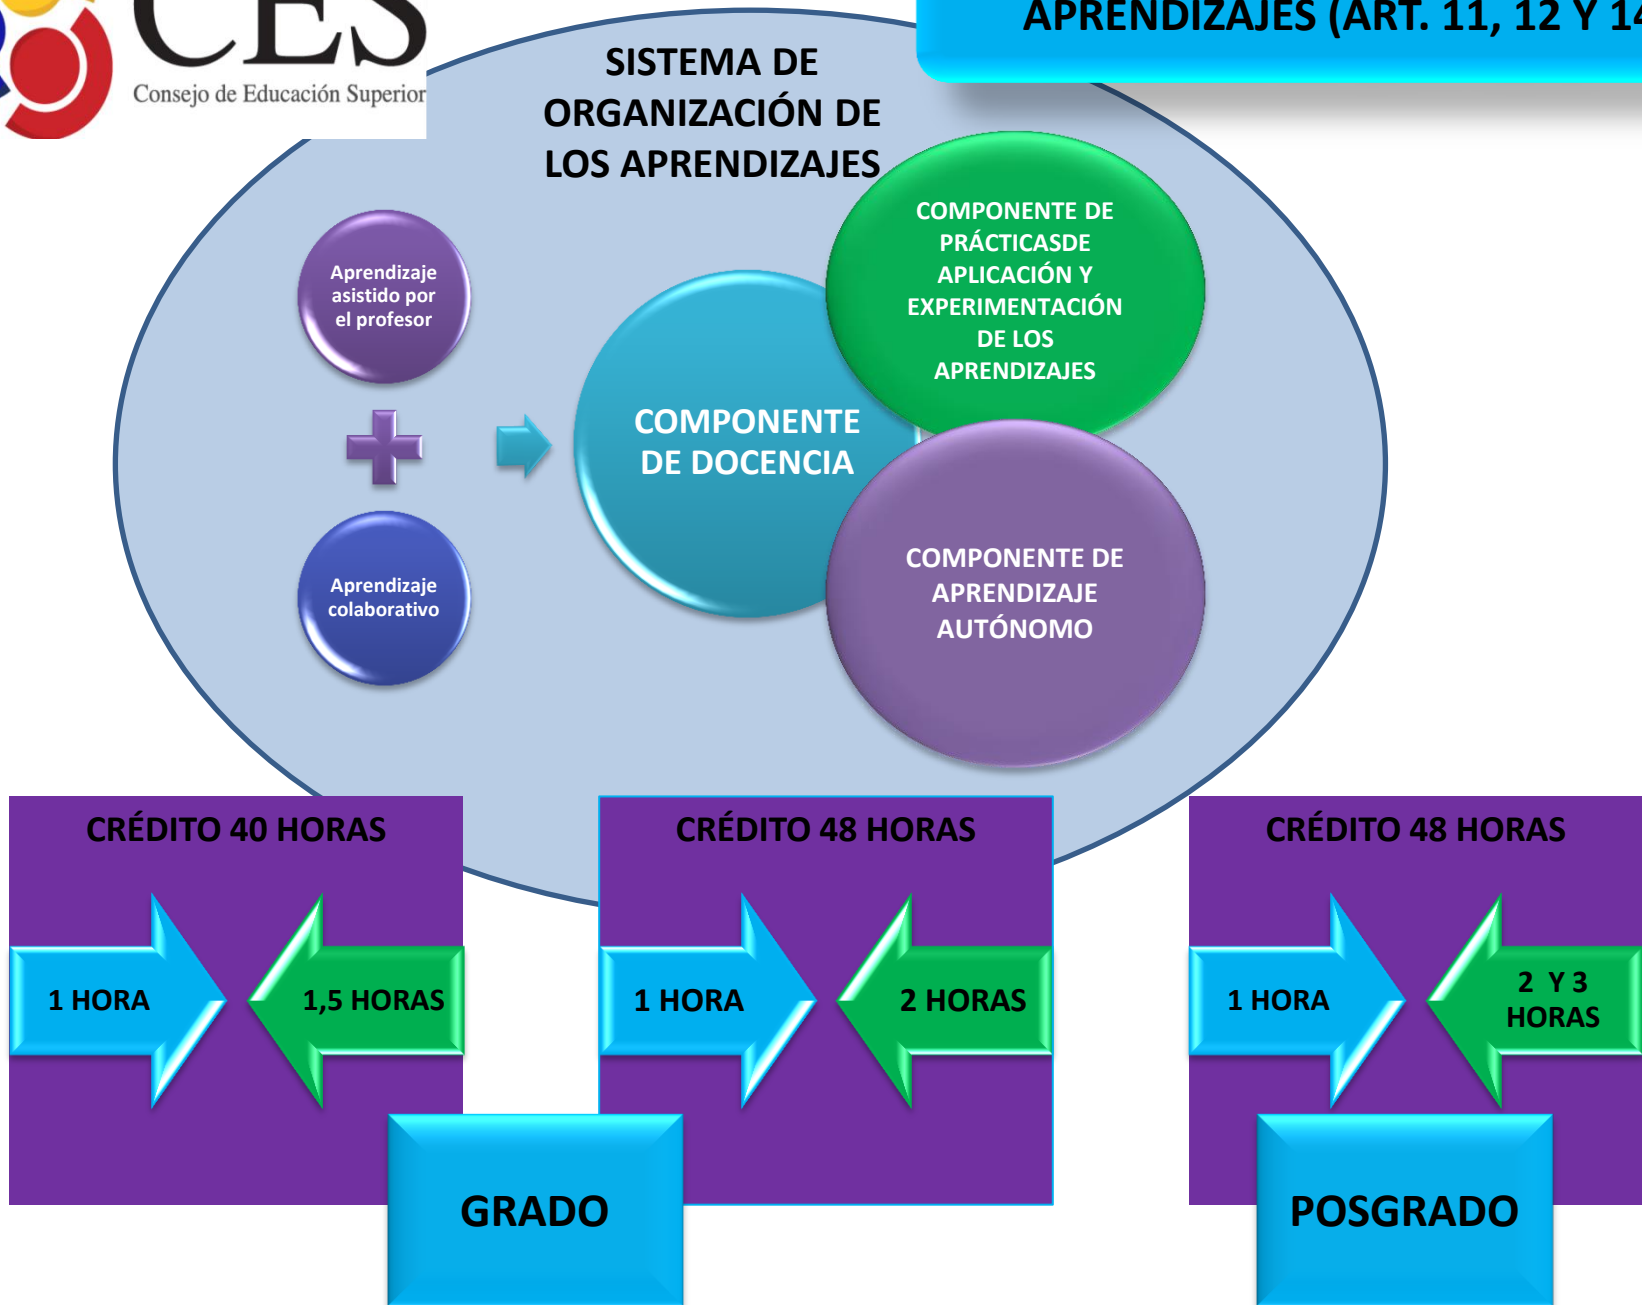 CES
Consejo de Educación Superior
APRENDIZAJES (ART. 11, 12 Y 14
SISTEMA DE
ORGANIZACIÓN DE
LOS APRENDIZAJES
Aprendizaje
asistido por
el profesor
Aprendizaje
colaborativo
COMPONENTE
DE DOCENCIA
COMPONENTE DE
PRÁCTICASDE
APLICACIÓN Y
EXPERIMENTACIÓN
DE LOS
APRENDIZAJES
COMPONENTE DE
APRENDIZAJE
AUTÓNOMO
CRÉDITO 40 HORAS
1 HORA
1,5 HORAS
CRÉDITO 48 HORAS
1 HORA
2 HORAS
GRADO
CRÉDITO 48 HORAS
1 HORA
2 Y 3
HORAS
POSGRADO